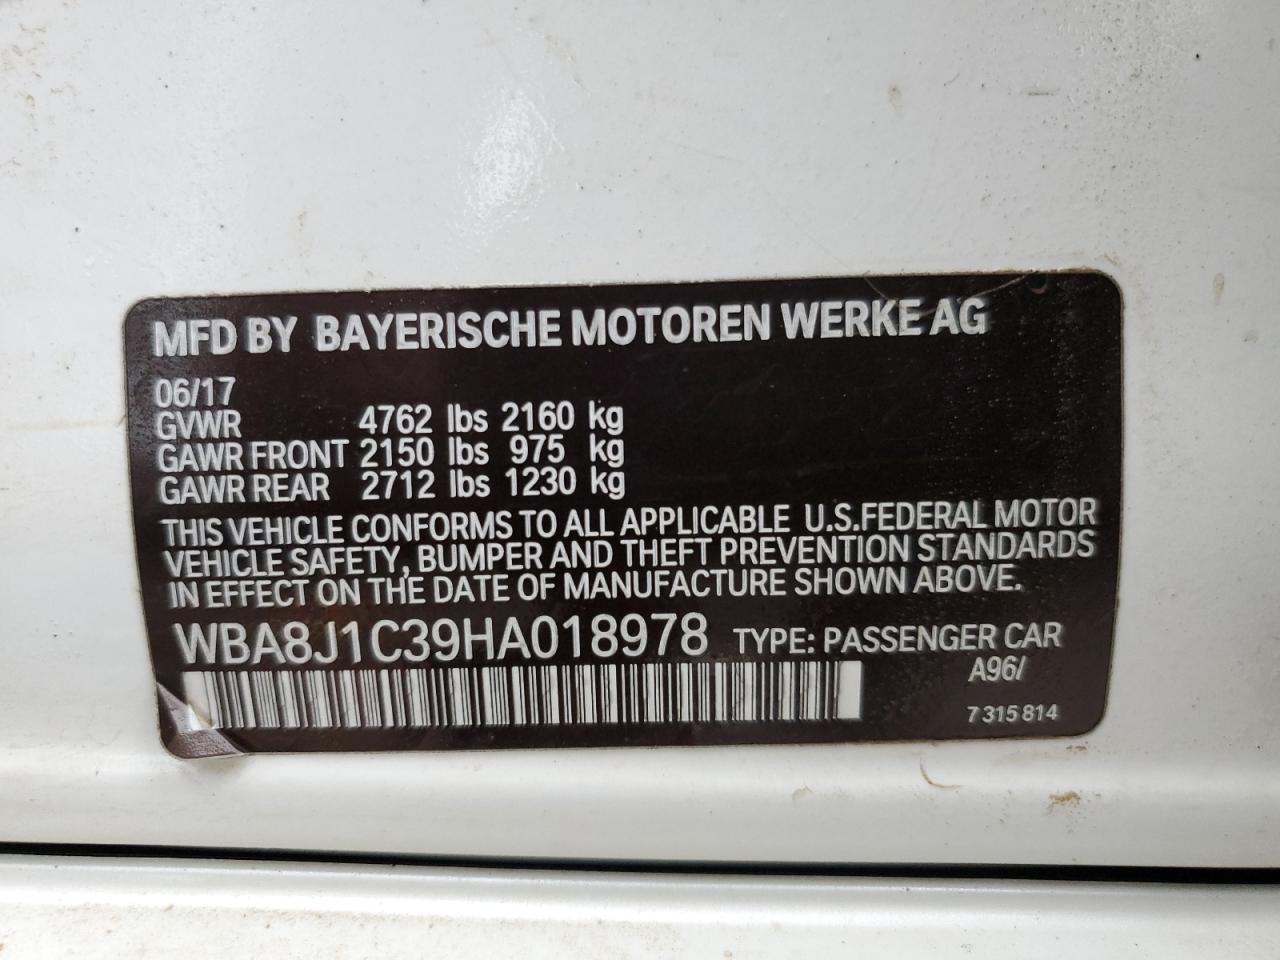 MFD BY BAYERISCHE MOTOREN WERKE AG
06/17
GVWR 4762 lbs 2160 kg
GAWR FRONT 2150 lbs 975 kg
GAWR REAR 2712 lbs 1230 kg
THIS VEHICLE CONFORMS TO ALL APPLICABLE U.S.FEDERAL MOTOR
VEHICLE SAFETY, BUMPER AND THEFT PREVENTION STANDARDS
IN EFFECT ON THE DATE OF MANUFACTURE SHOWN ABOVE.
WBA8J1C39HA018978 TYPE: PASSENGER CAR
A96/
7 315 814